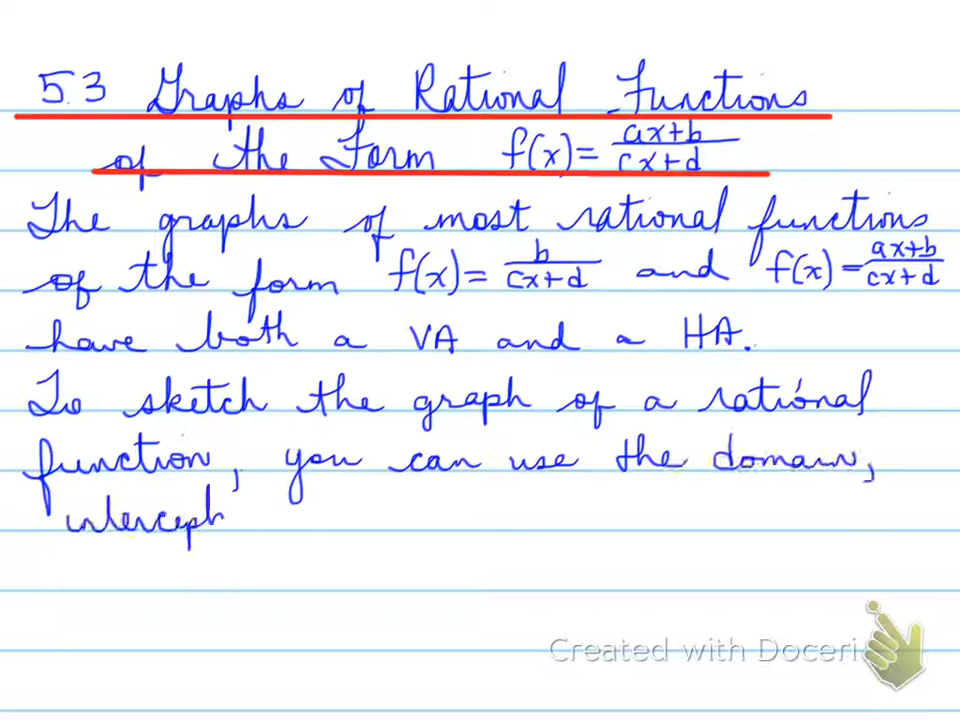 5.3 Graphs of Rational Functions
of the Form f(x) = ax+b / cx+d
The graphs of most rational functions
of the form f(x) = b / cx+d and f(x) = ax+b / cx+d
have both a VA and a HA.
To sketch the graph of a rational
function, you can use the domain,
intercepts
Created with Doceri